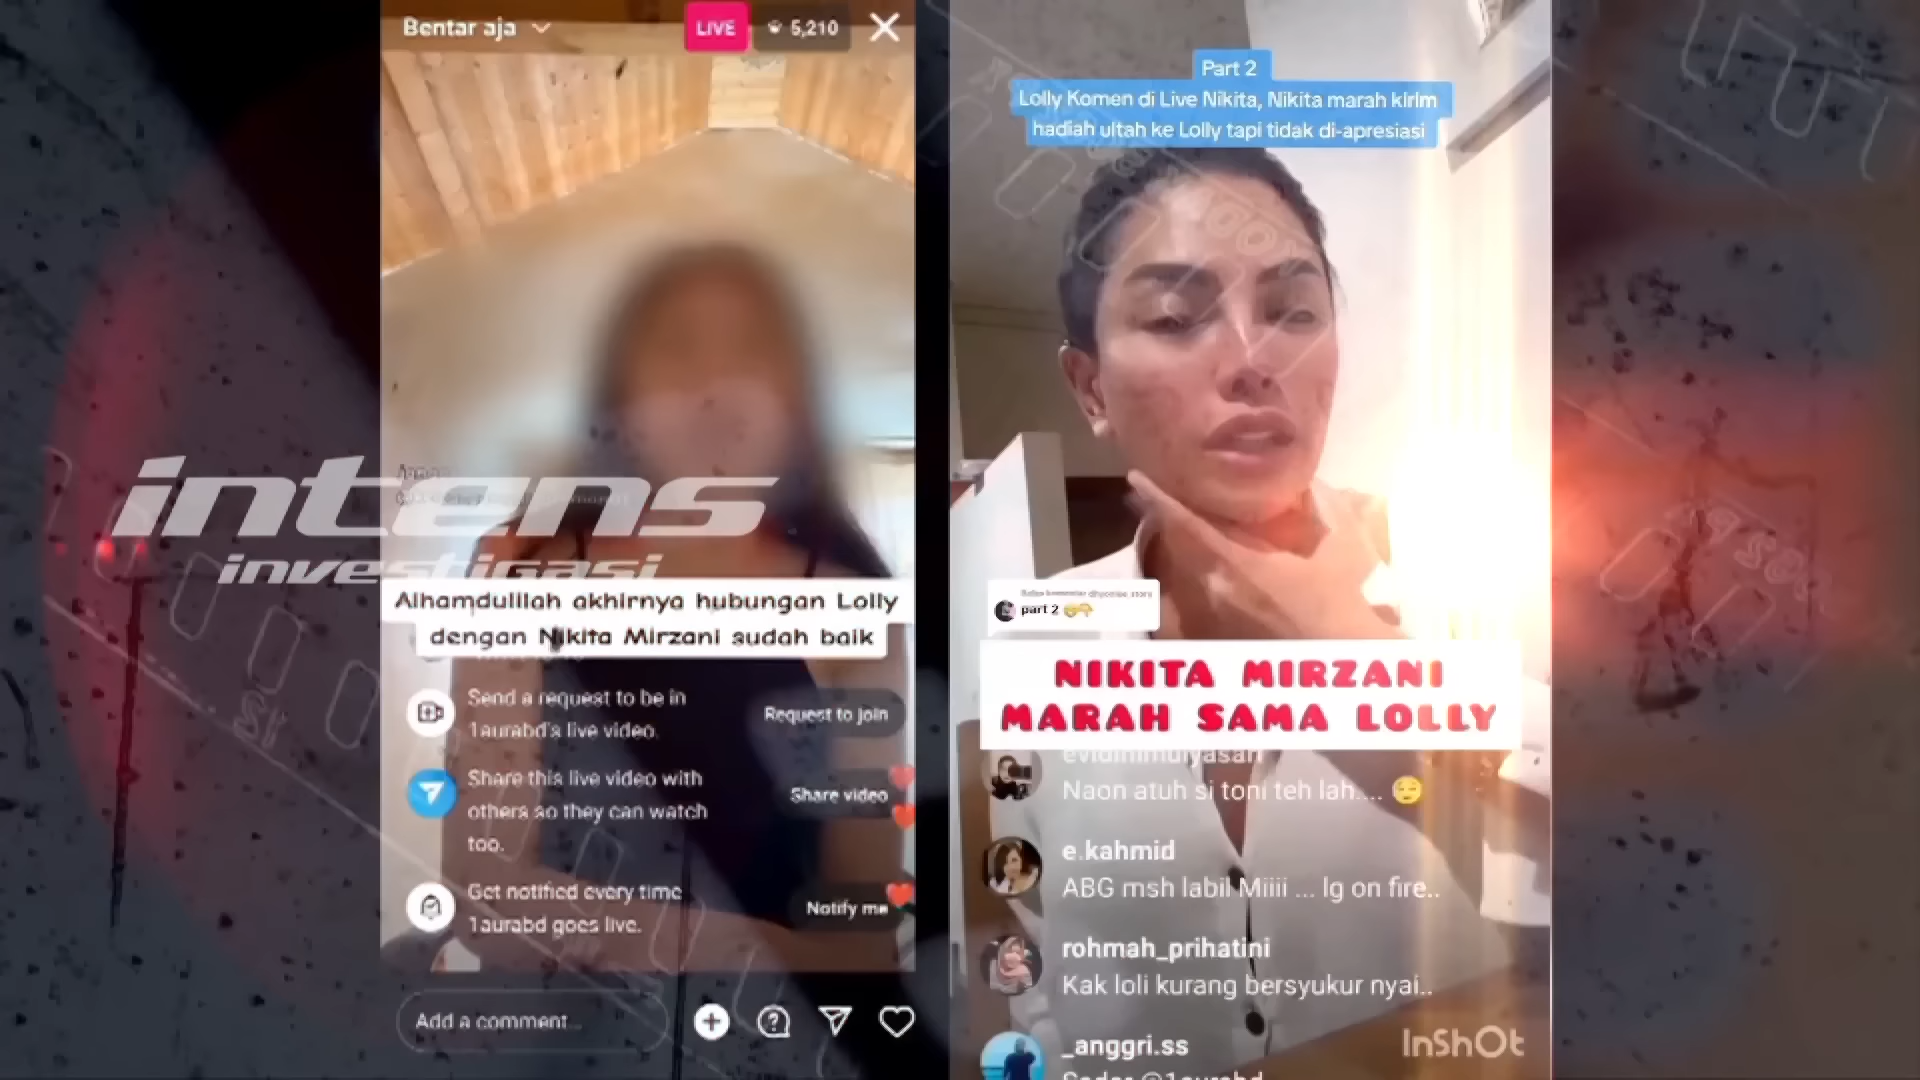 Bentar aja
LIVE
5,210
intens
investigasi
Alhamdulillah akhirnya hubungan Lolly
dengan Nikita Mirzani sudah baik
Send a request to be in
1aurabd's live video.
Request to join
Share this live video with
others so they can watch
too.
Share video
Get notified every time
1aurabd goes live.
Notify me
Add a comment...
Part 2
Lolly Komen di Live Nikita, Nikita marah kirim
hadiah ultah ke Lolly tapi tidak di-apresiasi
part 2
NIKITA MIRZANI
MARAH SAMA LOLLY
Naon atuh si toni teh lah....
e.kahmid
ABG msh labil Miiii ... Ig on fire..
rohmah_prihatini
Kak loli kurang bersyukur nyai..
_anggri.ss
InShOt